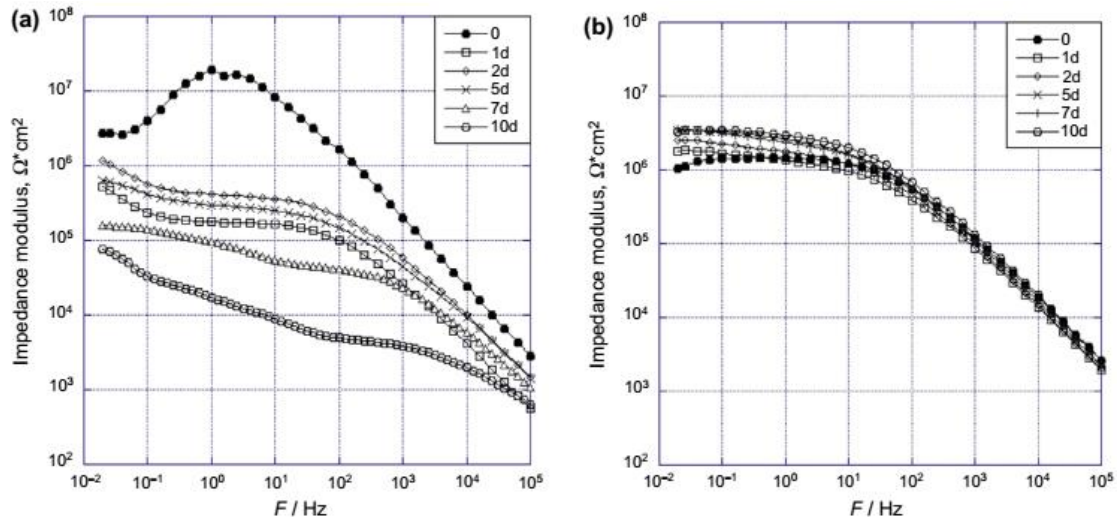 (a)
10⁸
10⁷
10⁶
10⁵
10⁴
10³
10²
Impedance modulus, Ω*cm2
0
1d
2d
5d
7d
10d
10⁻² 10⁻¹ 10⁰ 10¹ 10² 10³ 10⁴ 10⁵
F / Hz
(b)
10⁸
10⁷
10⁶
10⁵
10⁴
10³
10²
Impedance modulus, Ω*cm2
0
1d
2d
5d
7d
10d
10⁻² 10⁻¹ 10⁰ 10¹ 10² 10³ 10⁴ 10⁵
F / Hz